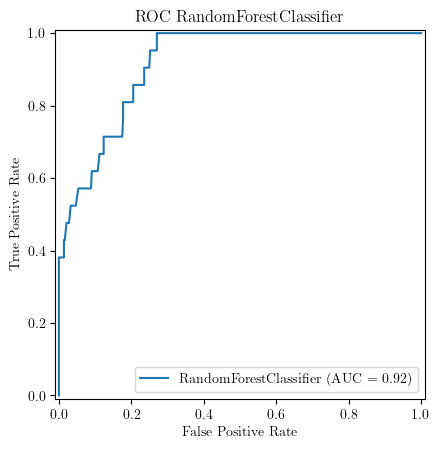 ROC RandomForestClassifier
1.0
0.8
0.6
0.4
0.2
0.0
True Positive Rate
RandomForestClassifier (AUC = 0.92)
0.0 0.2 0.4 0.6 0.8 1.0
False Positive Rate